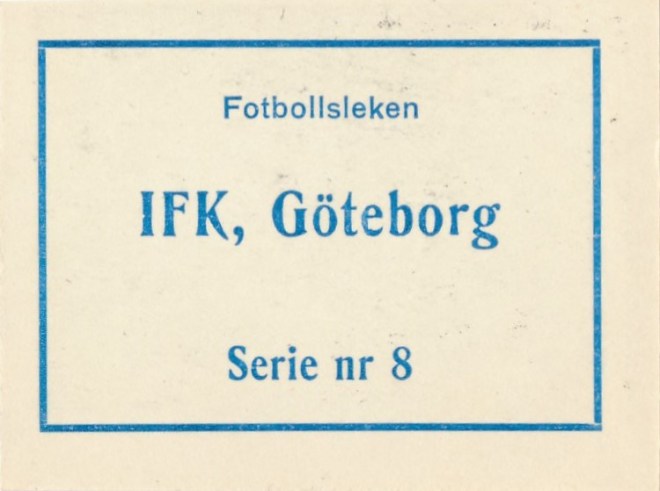 Fotbollsleken
IFK, Göteborg
Serie nr 8